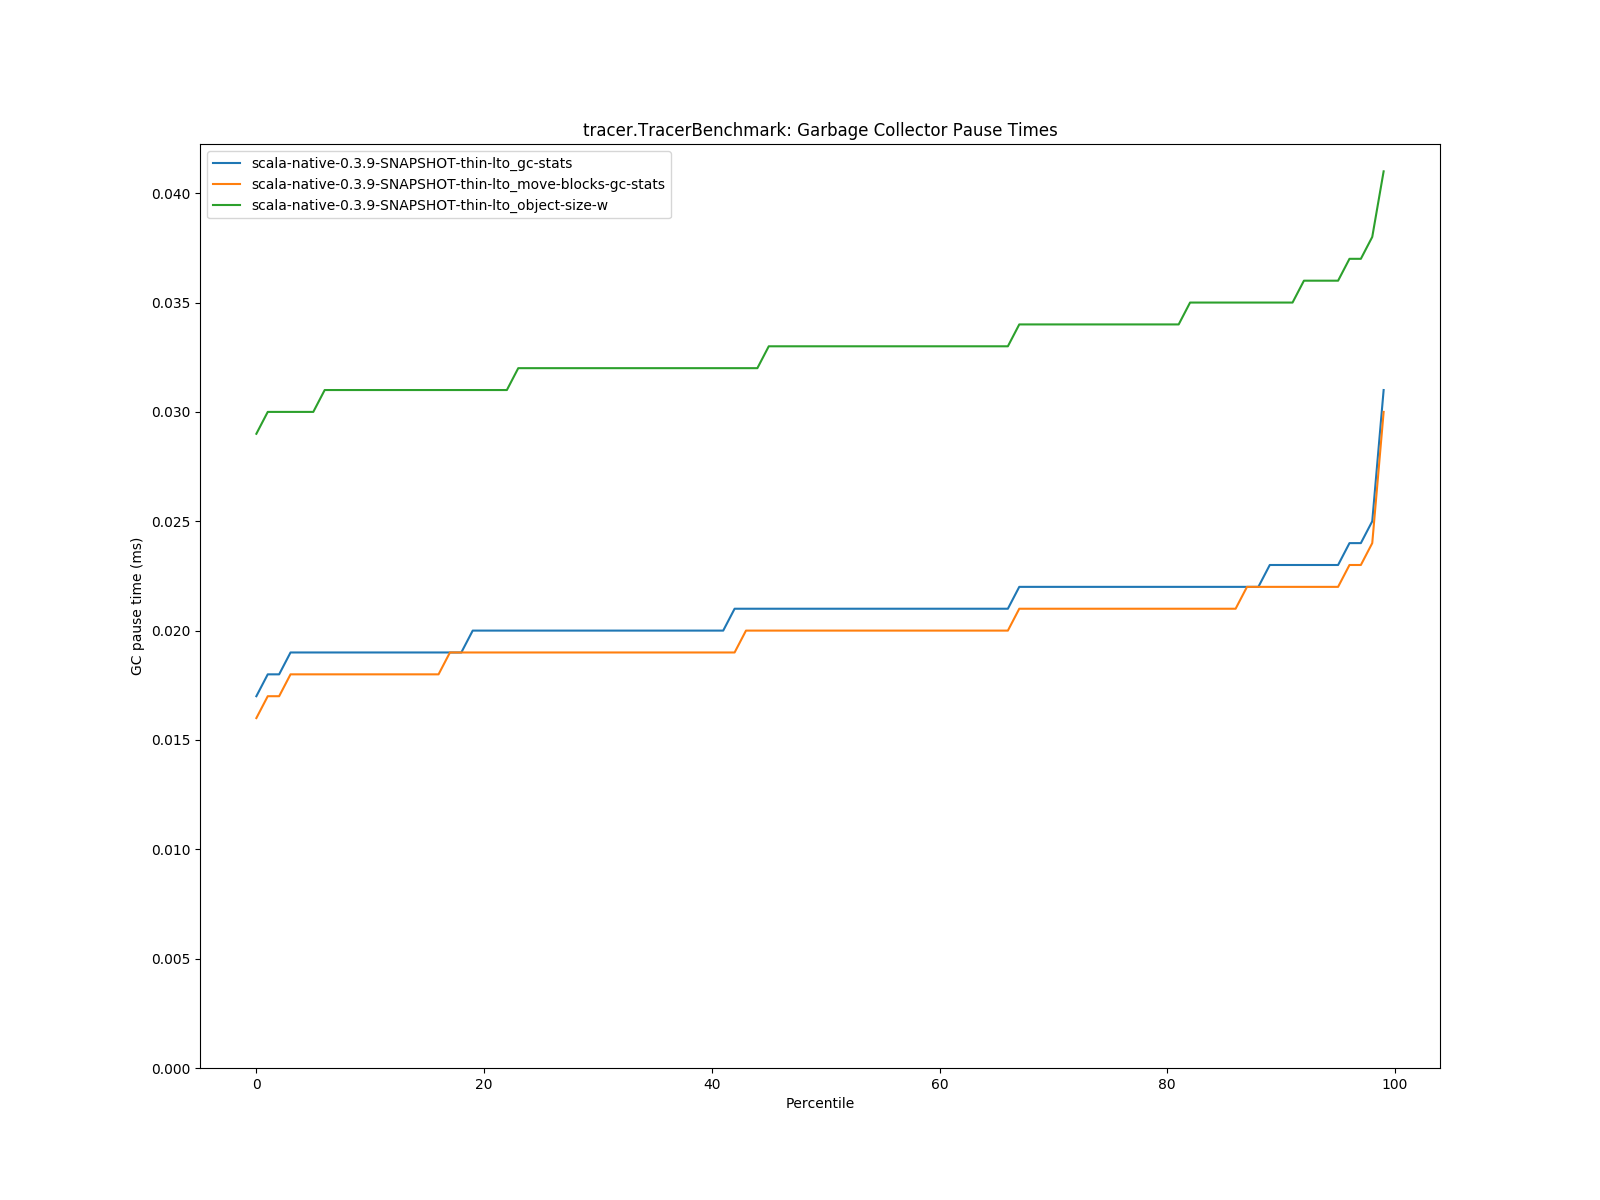 tracer.TracerBenchmark: Garbage Collector Pause Times
scala-native-0.3.9-SNAPSHOT-thin-lto_gc-stats
scala-native-0.3.9-SNAPSHOT-thin-lto_move-blocks-gc-stats
scala-native-0.3.9-SNAPSHOT-thin-lto_object-size-w
GC pause time (ms)
0.040
0.035
0.030
0.025
0.020
0.015
0.010
0.005
0.000
0 20 40 60 80 100
Percentile